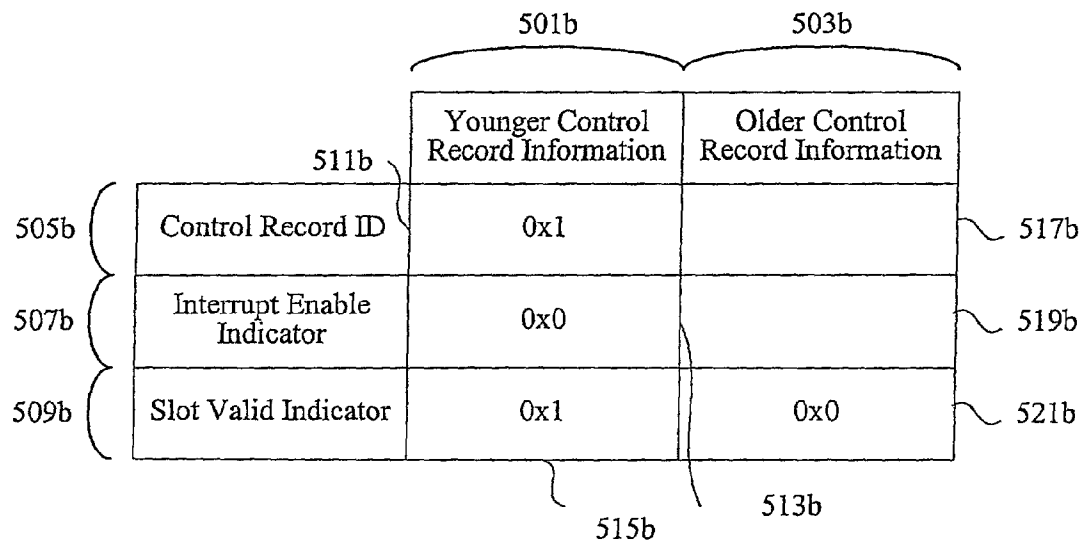 501b
503b
Younger Control
Record Information
Older Control
Record Information
511b
505b
Control Record ID
0x1
517b
507b
Interrupt Enable
Indicator
0x0
519b
509b
Slot Valid Indicator
0x1
0x0
521b
513b
515b